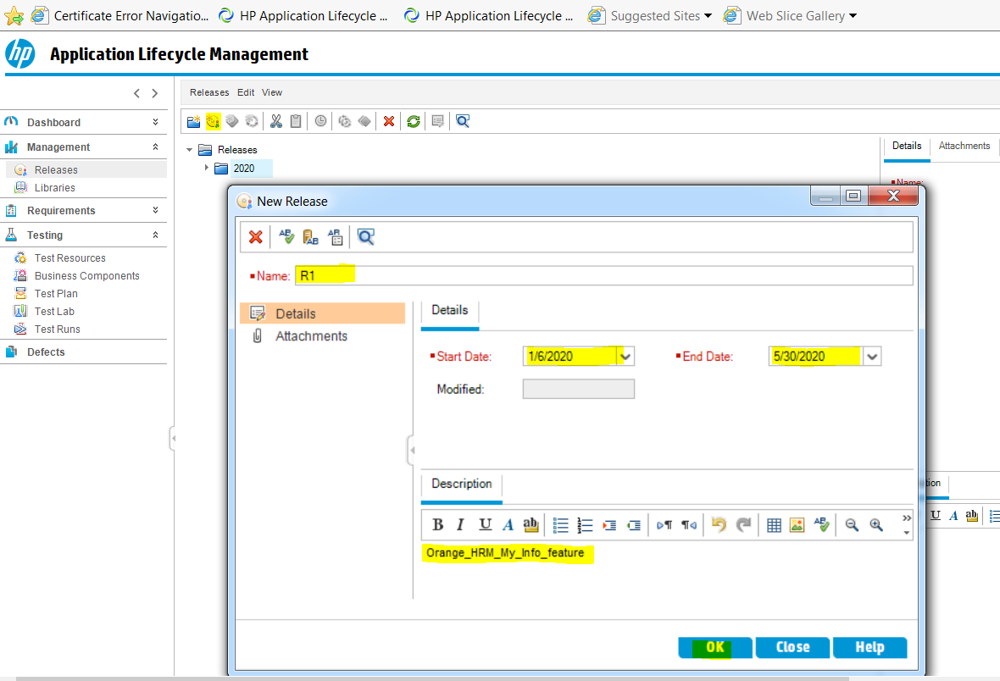 Certificate Error Navigatio... HP Application Lifecycle ... HP Application Lifecycle ... Suggested Sites Web Slice Gallery
hp Application Lifecycle Management
Releases Edit View
Dashboard
Management
Releases
Libraries
Requirements
Testing
Test Resources
Business Components
Test Plan
Test Lab
Test Runs
Defects
Releases
2020
Details Attachments
Name:
New Release
Name: R1
Details
Attachments
Details
Start Date: 1/6/2020 End Date: 5/30/2020
Modified:
Description
B I U A ab
Orange_HRM_My_Info_feature
OK Close Help
tion
U A ab